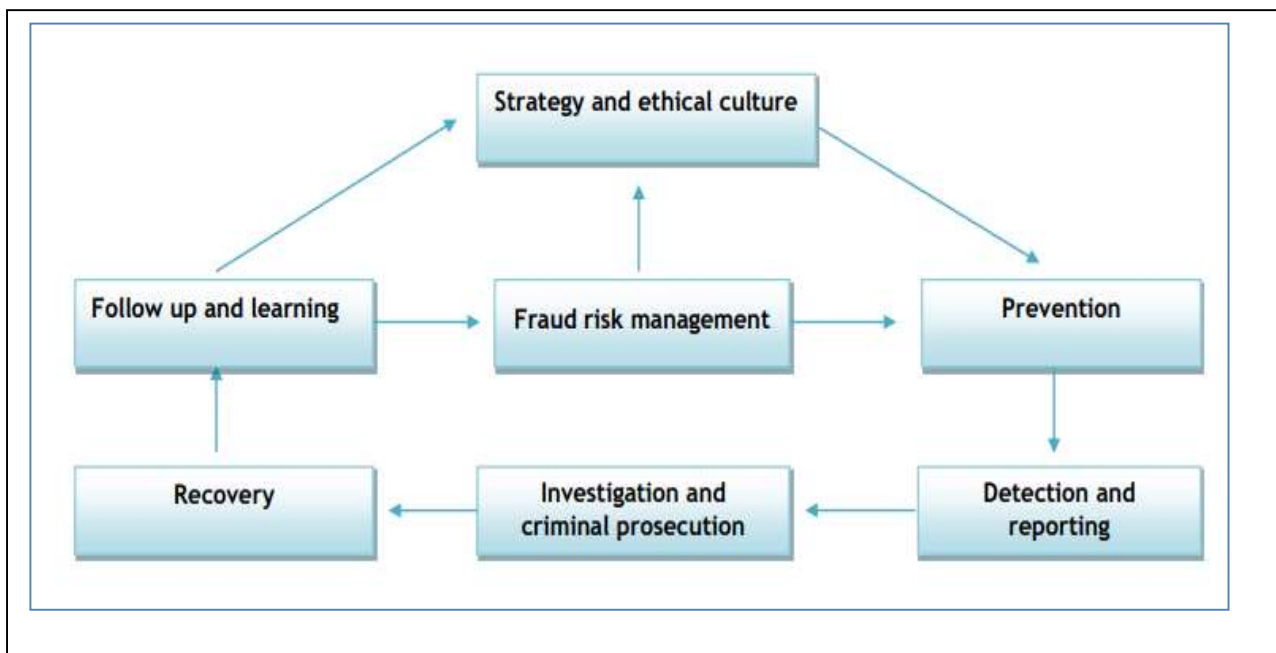 Strategy and ethical culture
Follow up and learning
Fraud risk management
Prevention
Recovery
Investigation and
criminal prosecution
Detection and
reporting